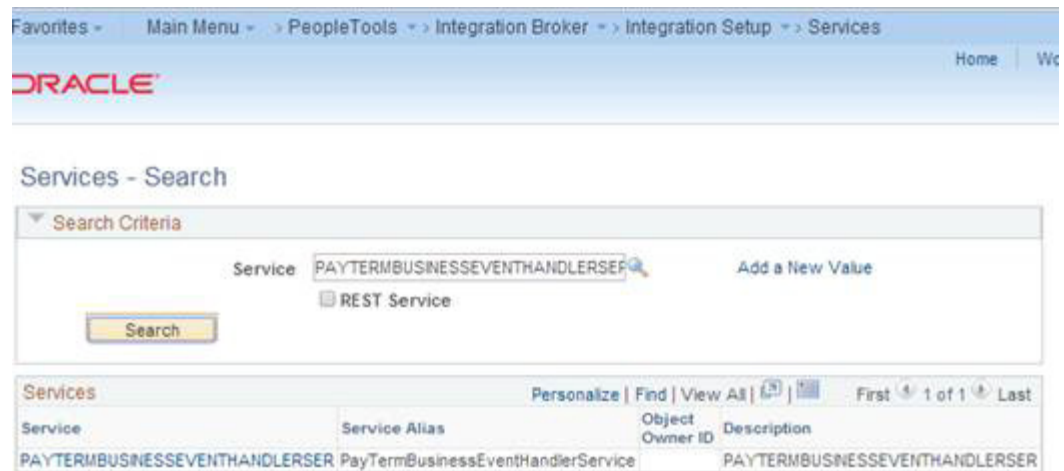 Favorites Main Menu > PeopleTools > Integration Broker > Integration Setup > Services
Home
ORACLE
Services - Search
Search Criteria
Service PAYTERMBUSINESSEVENTHANDLERSER Add a New Value
REST Service
Search
Services Personalize | Find | View All | | First 1 of 1 Last
Service Service Alias Object Owner ID Description
PAYTERMBUSINESSEVENTHANDLERSER PayTermBusinessEventHandlerService PAYTERMBUSINESSEVENTHANDLERSER